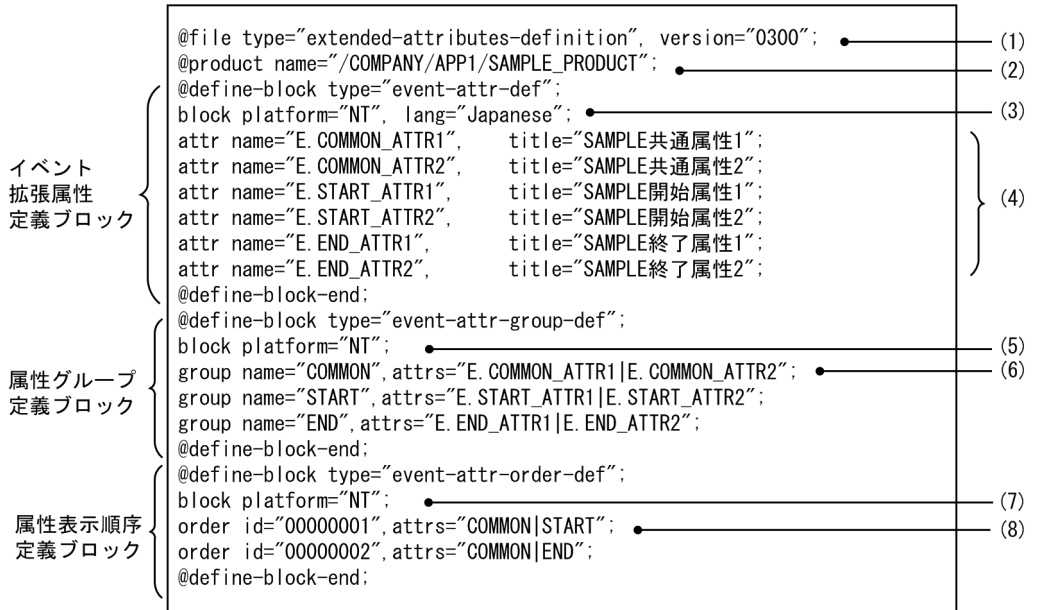 @file type="extended-attributes-definition", version="0300"; (1)
@product name="/COMPANY/APP1/SAMPLE_PRODUCT"; (2)
@define-block type="event-attr-def";
block platform="NT", lang="Japanese"; (3)
attr name="E.COMMON_ATTR1", title="SAMPLE共通属性1";
attr name="E.COMMON_ATTR2", title="SAMPLE共通属性2";
attr name="E.START_ATTR1", title="SAMPLE開始属性1";
attr name="E.START_ATTR2", title="SAMPLE開始属性2";
attr name="E.END_ATTR1", title="SAMPLE終了属性1";
attr name="E.END_ATTR2", title="SAMPLE終了属性2";
@define-block-end;
イベント
拡張属性
定義ブロック
(4)
@define-block type="event-attr-group-def";
block platform="NT"; (5)
group name="COMMON",attrs="E.COMMON_ATTR1|E.COMMON_ATTR2"; (6)
group name="START",attrs="E.START_ATTR1|E.START_ATTR2";
group name="END",attrs="E.END_ATTR1|E.END_ATTR2";
@define-block-end;
属性グループ
定義ブロック
@define-block type="event-attr-order-def";
block platform="NT"; (7)
order id="00000001",attrs="COMMON|START"; (8)
order id="00000002",attrs="COMMON|END";
@define-block-end;
属性表示順序
定義ブロック